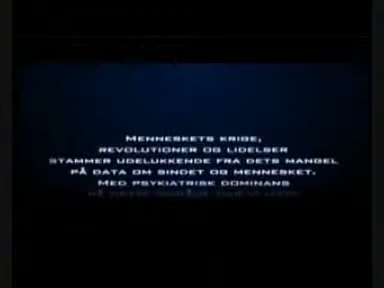 MENNESKETS KRIGE,
REVOLUTIONER OG LIDELSER
STAMMER UDELUKKENDE FRA DETS MANGEL
PÅ DATA OM SINDET OG MENNESKET.
MED PSYKIATRISK DOMINANS